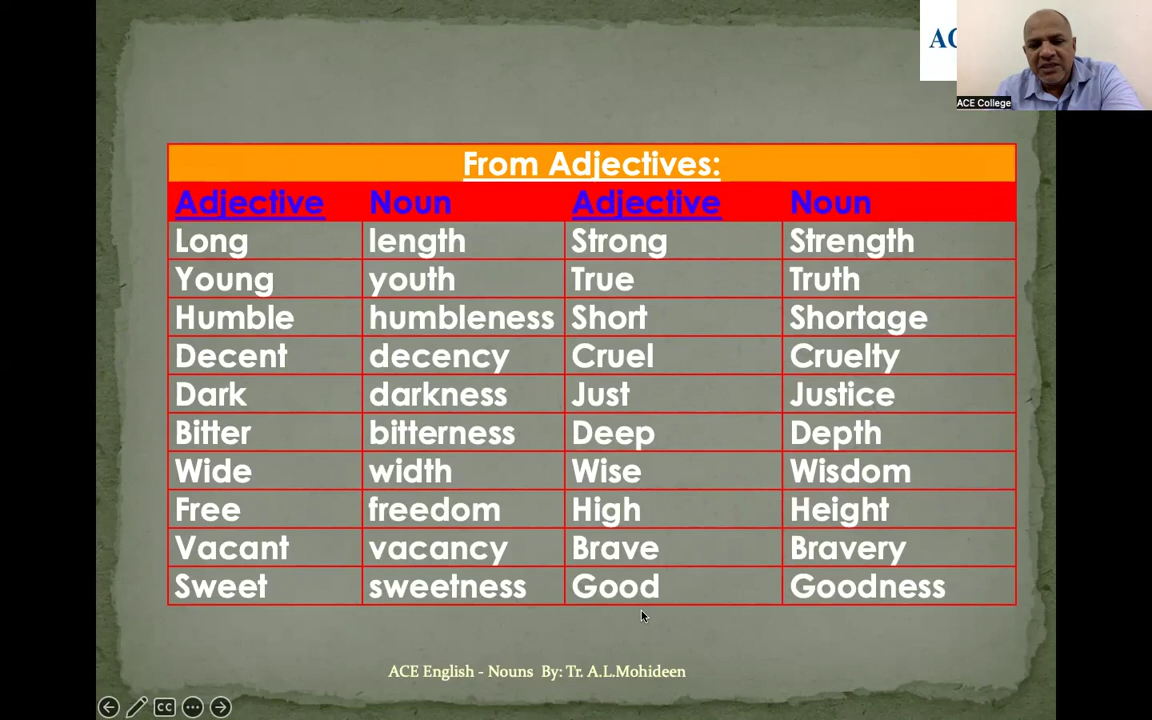 AC
ACE College
From Adjectives:
Adjective Noun Adjective Noun
Long length Strong Strength
Young youth True Truth
Humble humbleness Short Shortage
Decent decency Cruel Cruelty
Dark darkness Just Justice
Bitter bitterness Deep Depth
Wide width Wise Wisdom
Free freedom High Height
Vacant vacancy Brave Bravery
Sweet sweetness Good Goodness
ACE English - Nouns By: Tr. A.L.Mohideen
CC